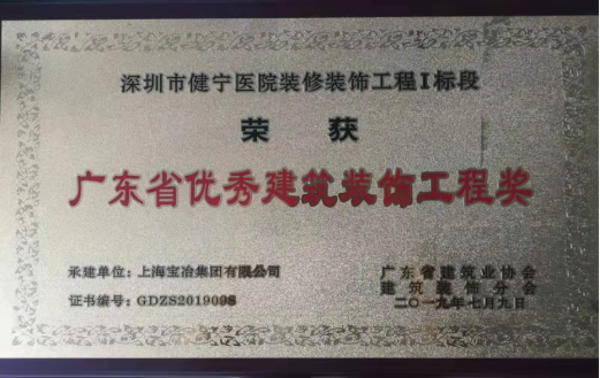 深圳市健宁医院装修装饰工程I标段
荣 获
广东省优秀建筑装饰工程奖
承建单位：上海宝冶集团有限公司
证书编号：GDZS2019098
广东省建筑业协会
建筑装饰分会
二〇一九年七月九日